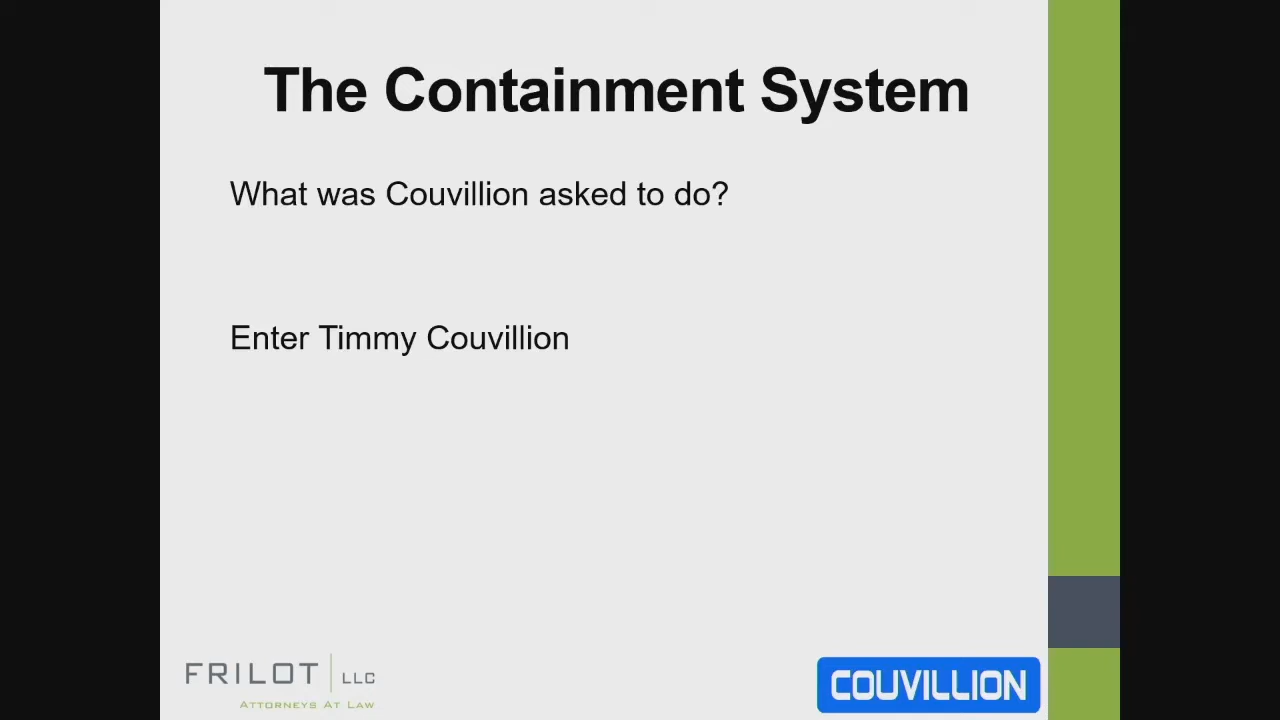 The Containment System
What was Couvillion asked to do?
Enter Timmy Couvillion
FRILOT LLC
ATTORNEYS AT LAW
COUVILLION